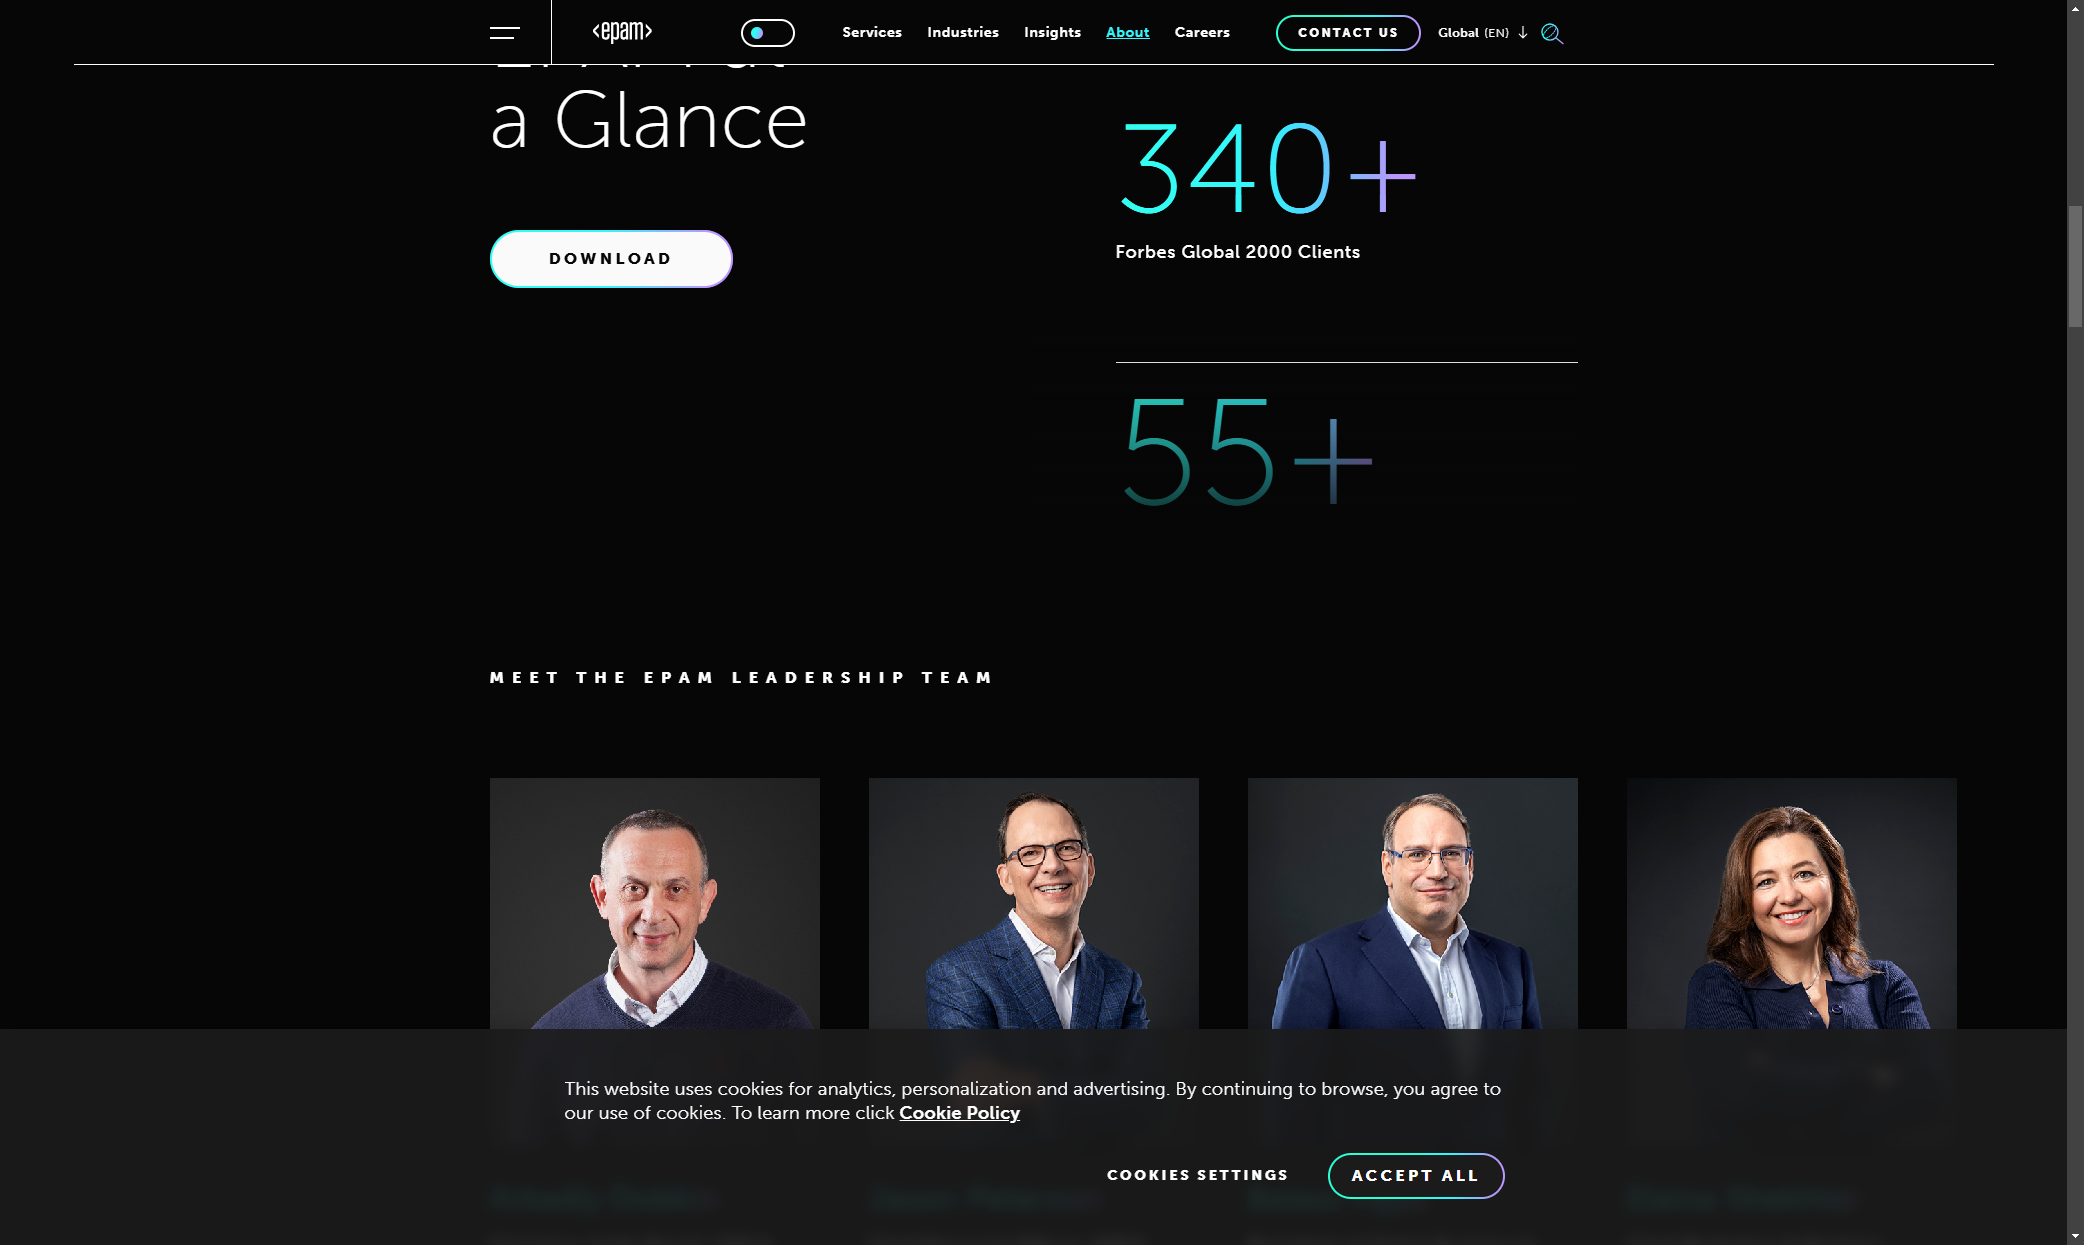 <epam>
Services
Industries
Insights
About
Careers
CONTACT US
Global (EN)
a Glance
DOWNLOAD
340+
Forbes Global 2000 Clients
55+
MEET THE EPAM LEADERSHIP TEAM
This website uses cookies for analytics, personalization and advertising. By continuing to browse, you agree to
our use of cookies. To learn more click Cookie Policy
COOKIES SETTINGS
ACCEPT ALL